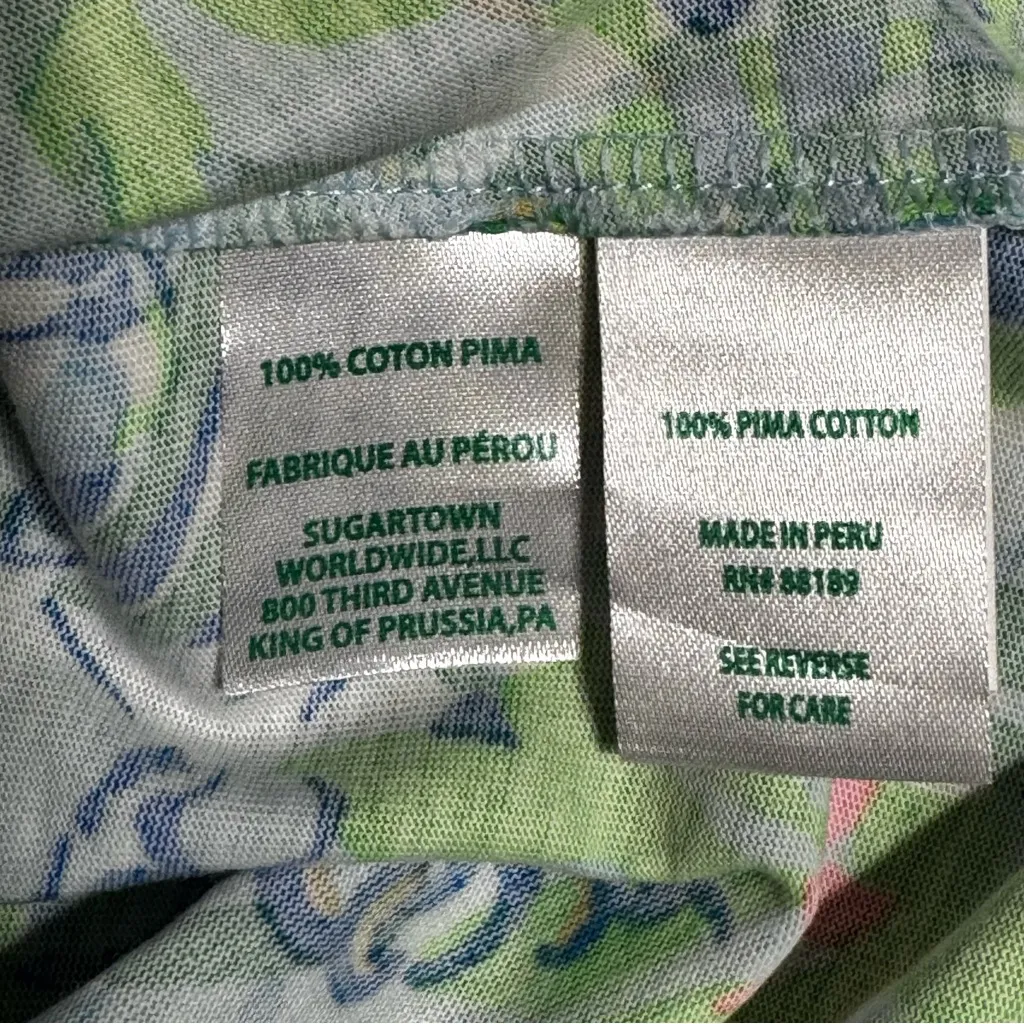 100% COTON PIMA
FABRIQUE AU PÉROU
SUGARTOWN
WORLDWIDE,LLC
800 THIRD AVENUE
KING OF PRUSSIA,PA
100% PIMA COTTON
MADE IN PERU
RN# 88189
SEE REVERSE
FOR CARE